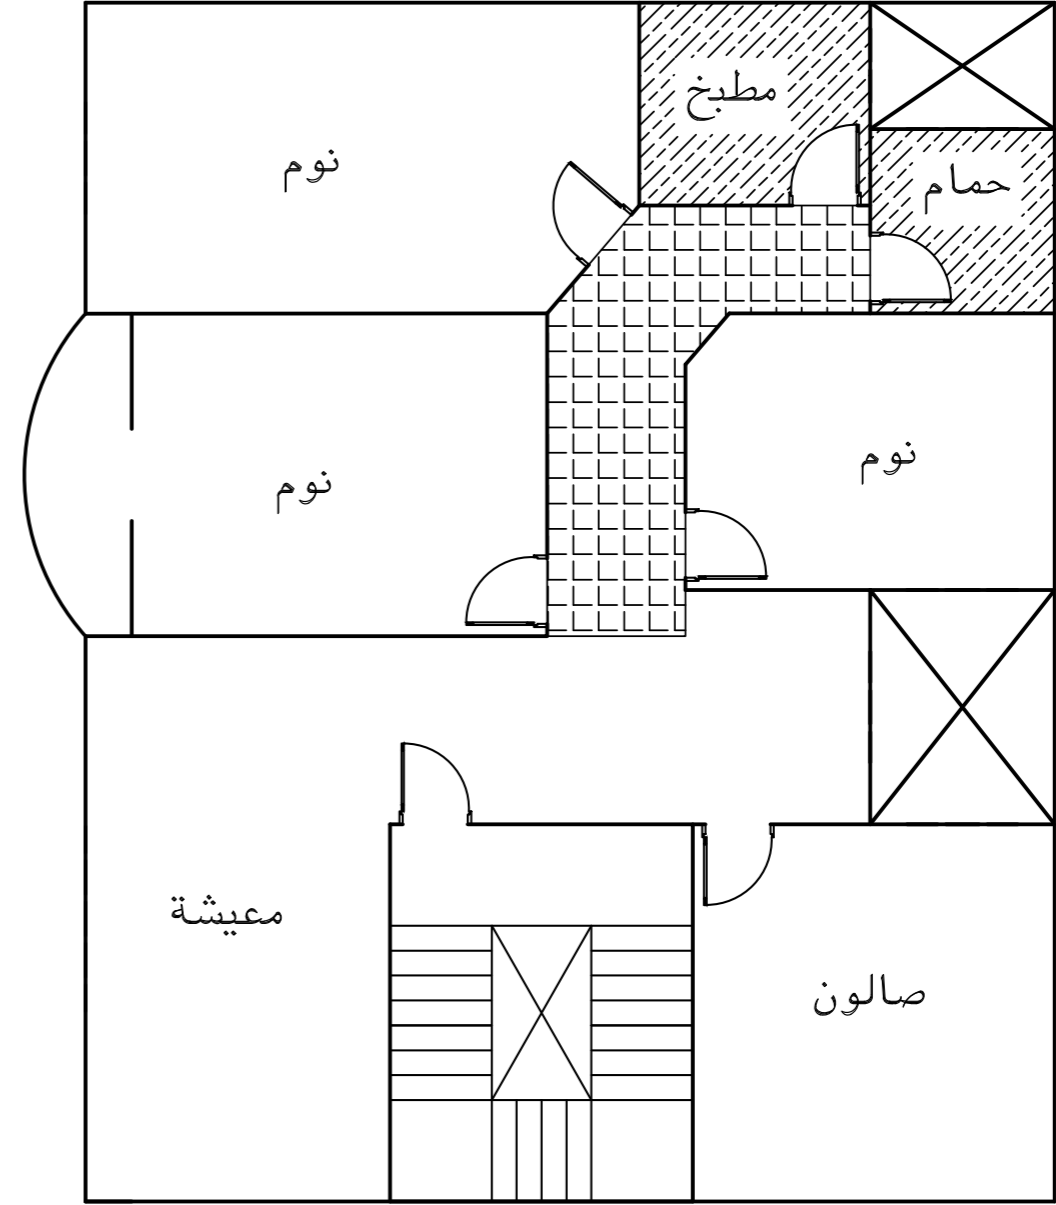 مطبخ
نوم
حمام
نوم
نوم
معيشة
صالون